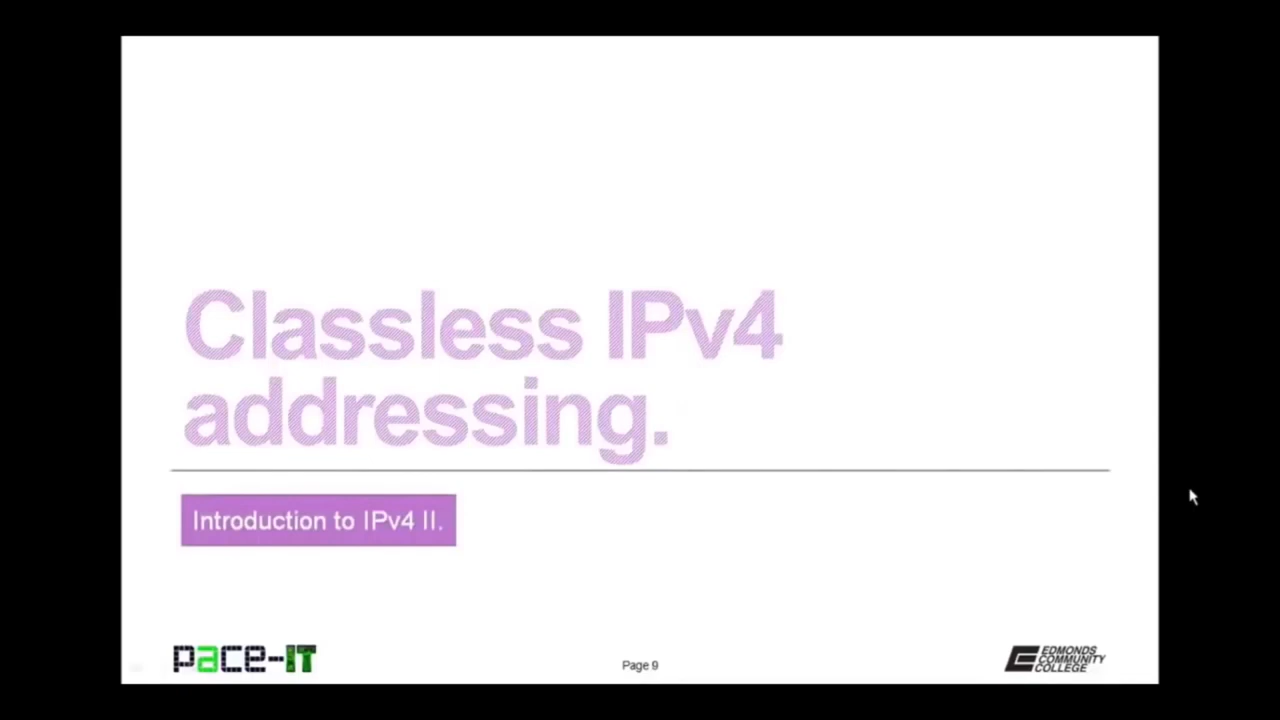 Classless IPv4
addressing.
Introduction to IPv4 II.
pace-IT
Page 9
EDMONDS
COMMUNITY
COLLEGE